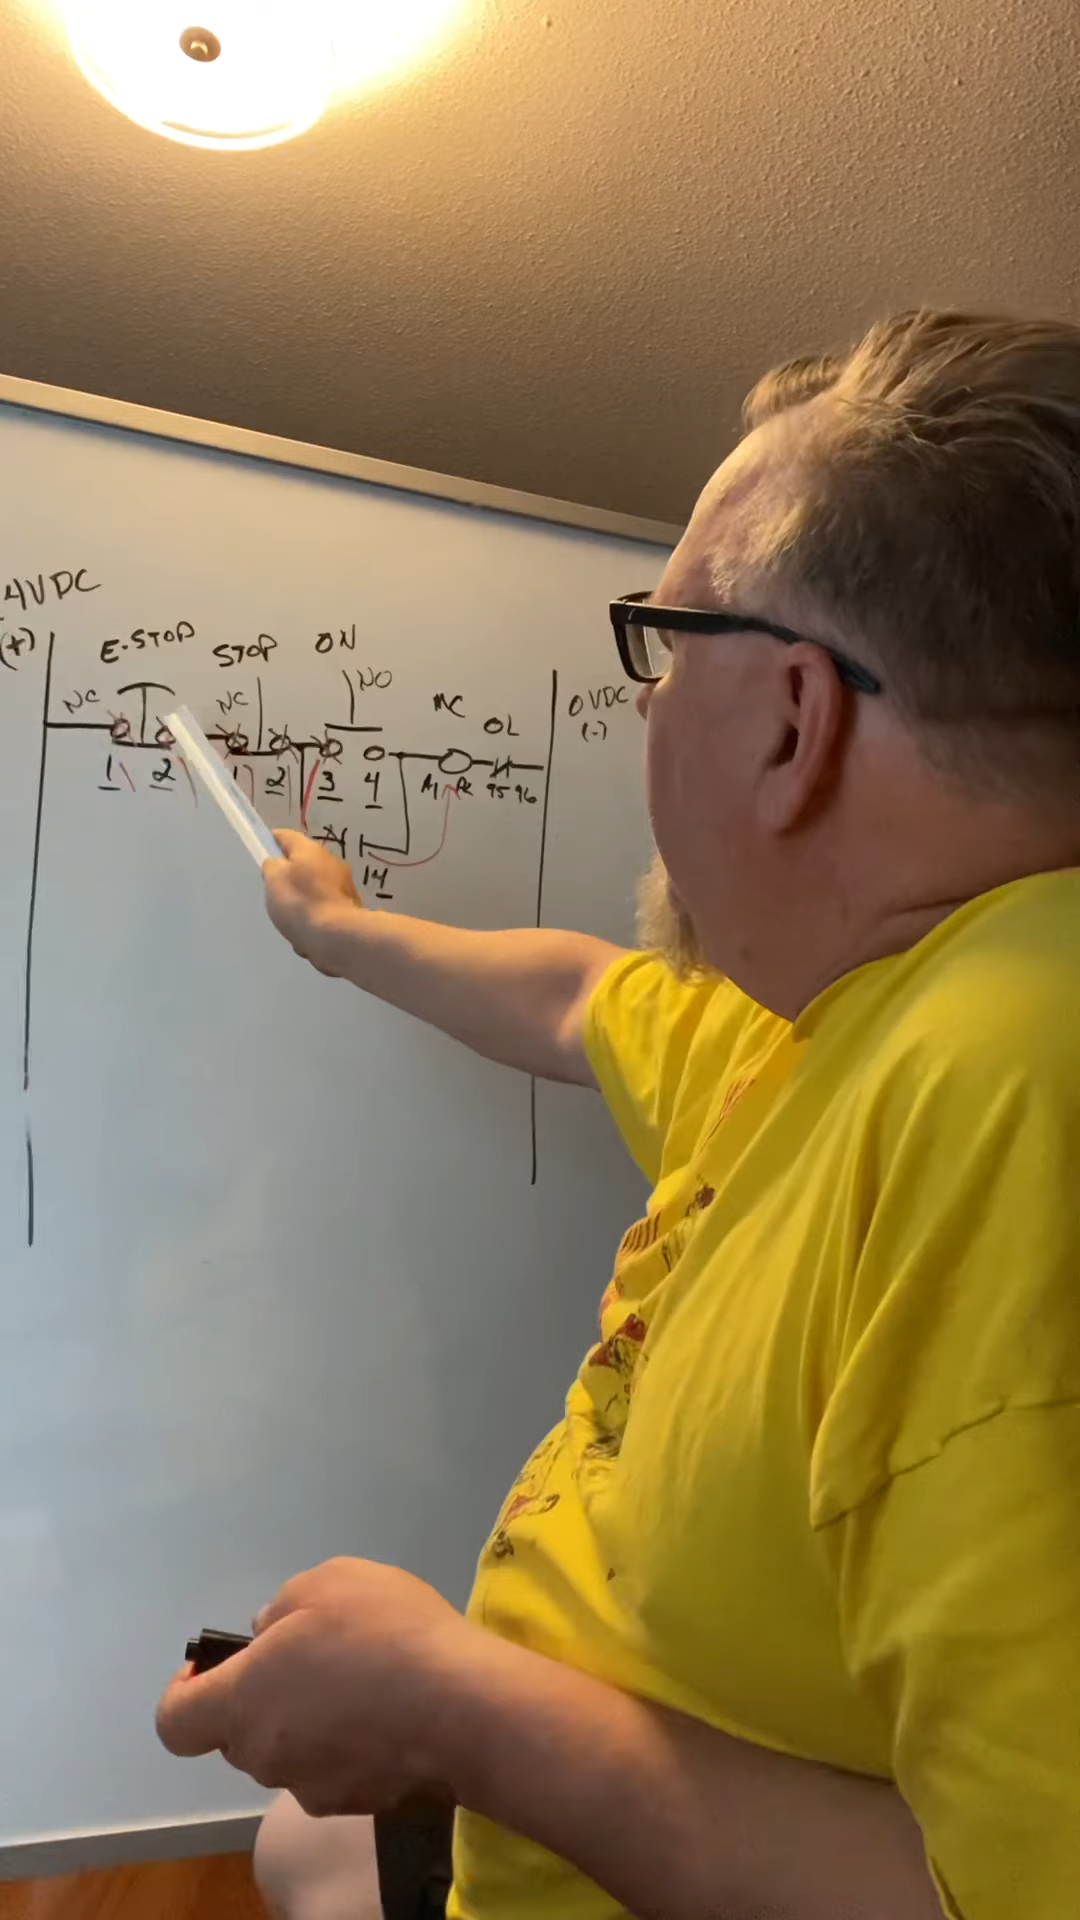 4VDC
(+)
E-STOP
STOP
ON
NC
NC
NO
MC
OL
0VDC
(-)
1 2 1 2 3 4 A1 95 96
14